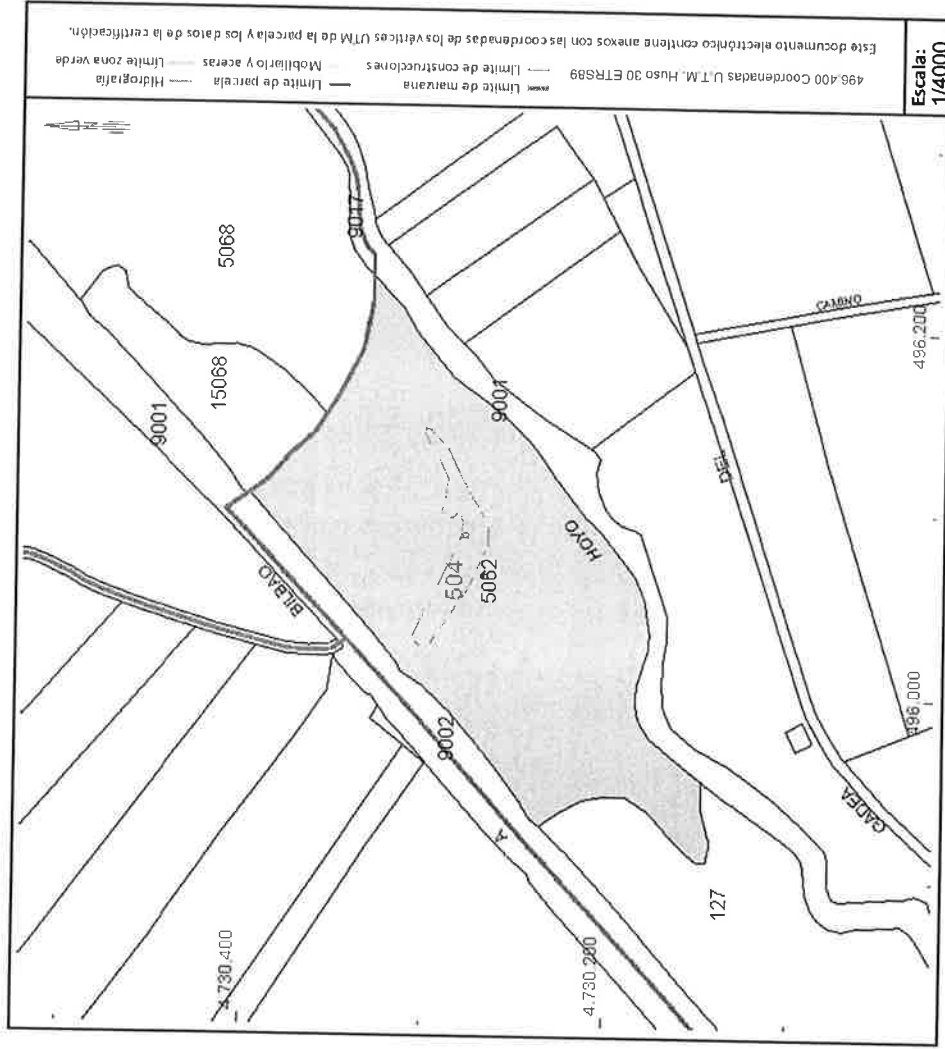 Este documento electrónico contiene anexos con las coordenadas de los vértices UTM de la parcela y los datos de la certificación.
496.400 Coordenadas U.T.M. Huso 30 ETRS89
Límite de manzana
Límite de construcciones
Límite de parcela
Mobiliario y aceras
Hidrografía
Límite zona verde
Escala:
1/4000
5068
9017
9001
15068
BILBAO
504
b
5062
9001
HOYO
CAMINO
496.200
DEL
9002
A
496.000
GADEA
127
4.730.400
4.730.200